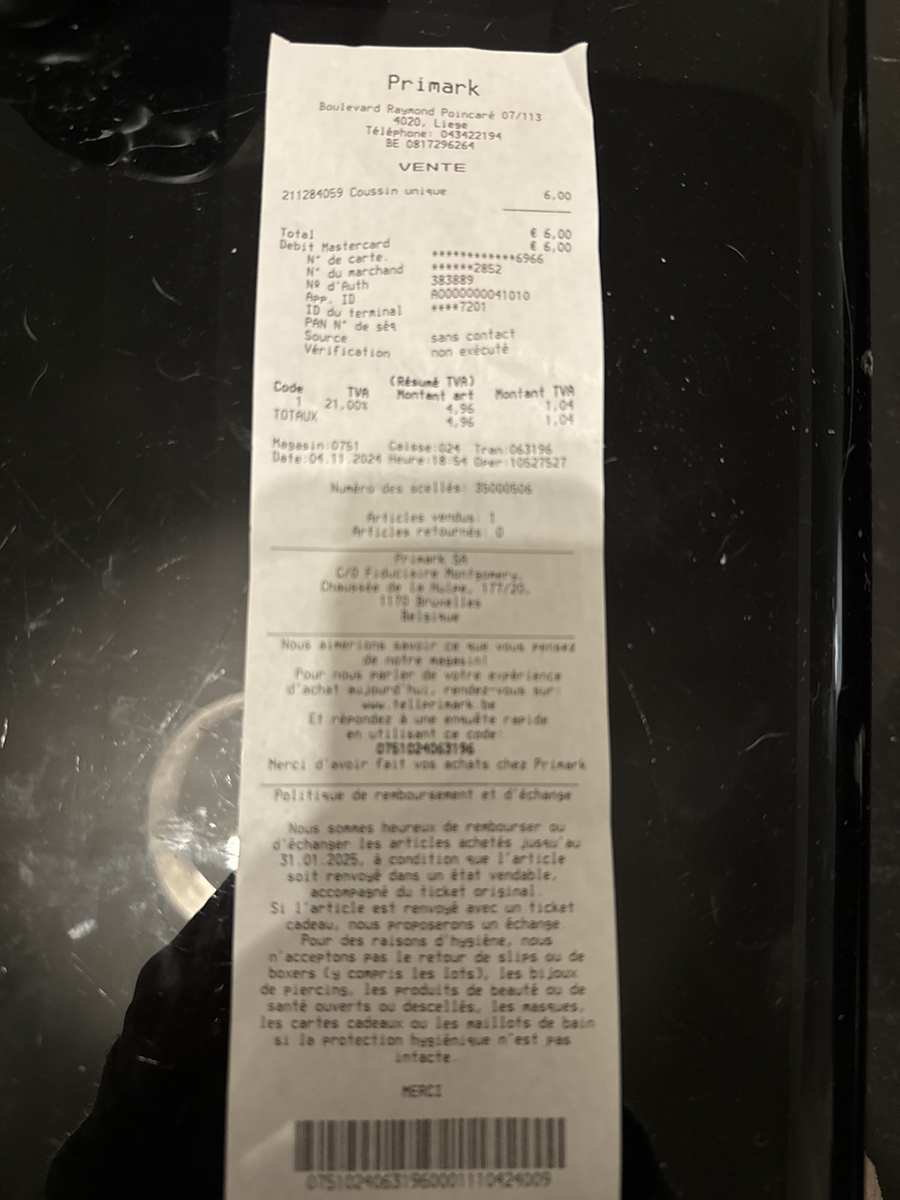 Primark
Boulevard Raymond Poincaré 07/113
4020, Liege
Téléphone: 043422194
BE 0817296264
VENTE
211284059 Coussin unique 6,00
Total € 6,00
Debit Mastercard € 6,00
N° de carte. ************6966
N° du marchand ******2852
Nº d'Auth 383889
App. ID A0000000041010
ID du terminal ****7201
PAN N° de séq
Source sans contact
Vérification non exécuté
(Résumé TVA)
Code TVA Montant art Montant TVA
1 21,00% 4,96 1,04
TOTAUX 4,96 1,04
Magasin:0751 Caisse:024 Tran:063196
Date:04.11.2024 Heure:18:54 Oper:10527527
Numéro des scellés: 35000506
Articles vendus: 1
Articles retournés: 0
Primark SA
C/O Fiduciaire Montgomery,
Chaussée de la Hulpe, 177/20,
1170 Bruxelles
Belgique
Nous aimerions savoir ce que vous pensez
de notre magasin!
Pour nous parler de votre expérience
d'achat aujourd'hui, rendez-vous sur:
www.tellprimark.be
Et répondez à une enquête rapide
en utilisant ce code:
0751024063196
Merci d'avoir fait vos achats chez Primark
Politique de remboursement et d'échange
Nous sommes heureux de rembourser ou
d'échanger les articles achetés jusqu'au
31.01.2025, à condition que l'article
soit renvoyé dans un état vendable,
accompagné du ticket original.
Si l'article est renvoyé avec un ticket
cadeau, nous proposerons un échange.
Pour des raisons d'hygiène, nous
n'acceptons pas le retour de slips ou de
boxers (y compris les lots), les bijoux
de piercing, les produits de beauté ou de
santé ouverts ou descellés, les masques,
les cartes cadeaux ou les maillots de bain
si la protection hygiénique n'est pas
intacte.
MERCI
07510240631960001110424009